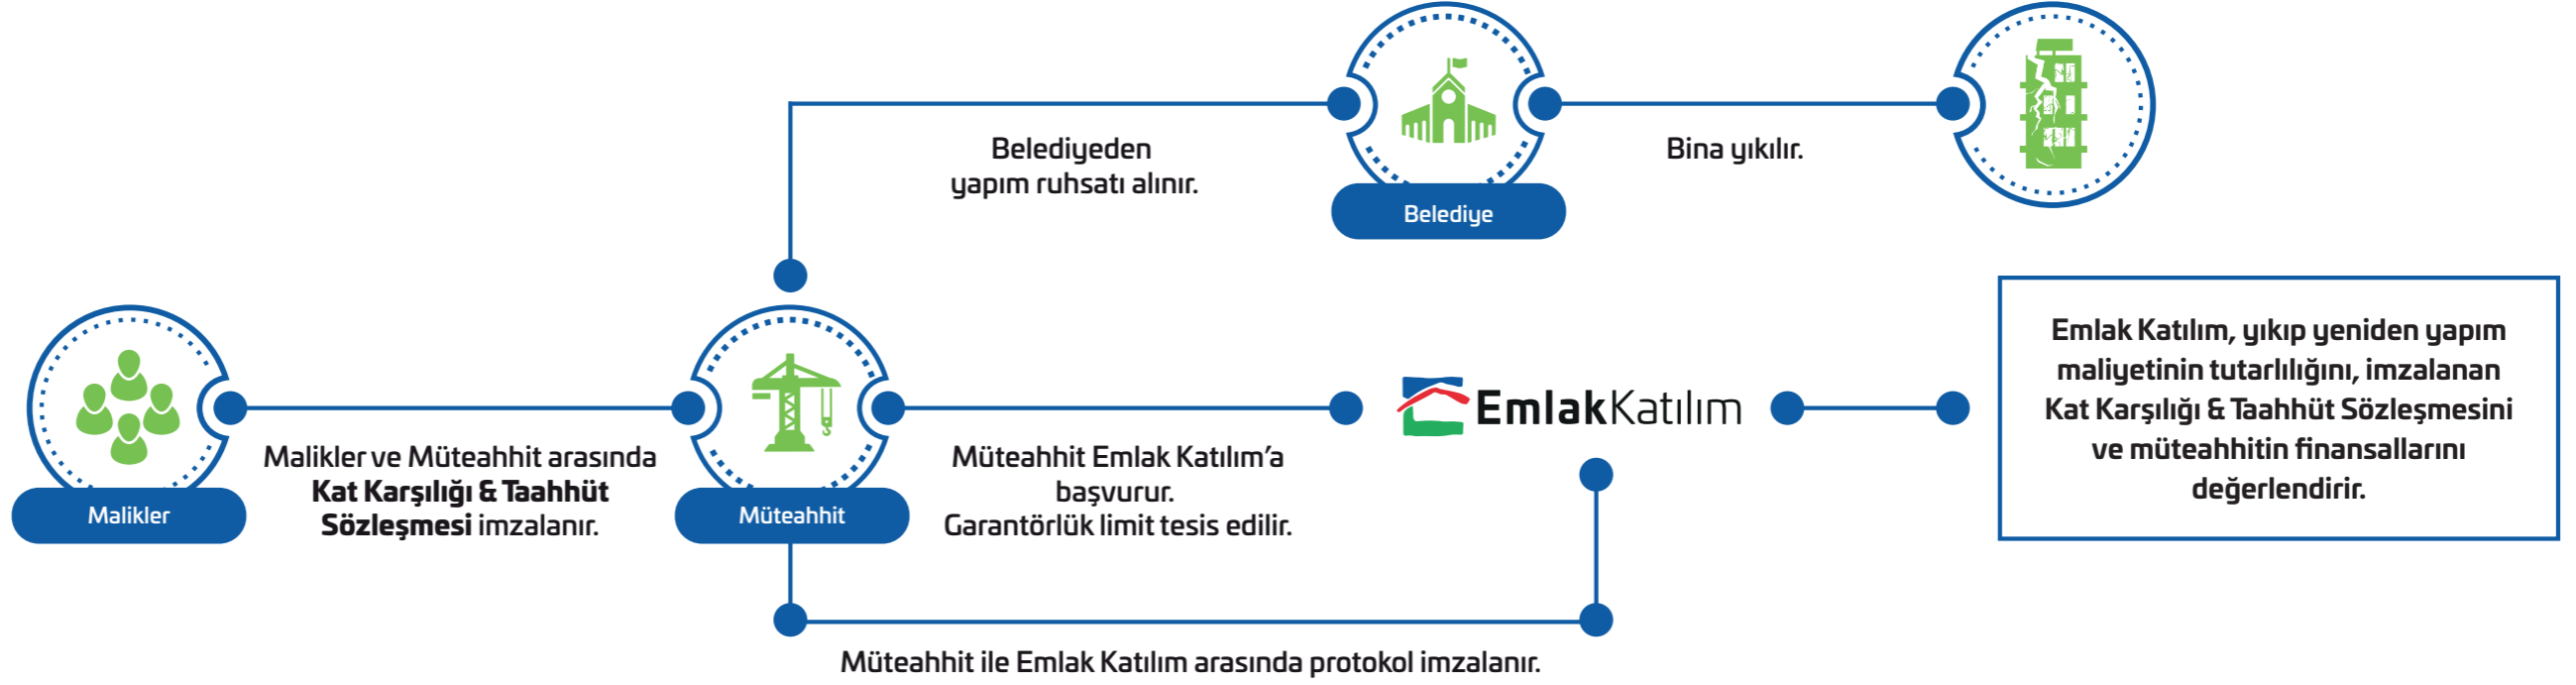 Belediyeden
yapım ruhsatı alınır.
Belediye
Bina yıkılır.
Malikler
Malikler ve Müteahhit arasında
Kat Karşılığı & Taahhüt
Sözleşmesi imzalanır.
Müteahhit
Müteahhit Emlak Katılım’a
başvurur.
Garantörlük limit tesis edilir.
EmlakKatılım
Emlak Katılım, yıkıp yeniden yapım
maliyetinin tutarlılığını, imzalanan
Kat Karşılığı & Taahhüt Sözleşmesini
ve müteahhitin finansallarını
değerlendirir.
Müteahhit ile Emlak Katılım arasında protokol imzalanır.